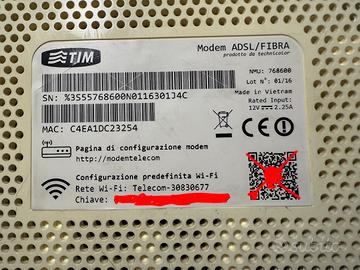 TIM
Modem ADSL/FIBRA
prodotto da technicolor
NMU: 768600
Lot N°: 01/16
SN: %3S55768600N0116301J4C
Made in Vietnam
Rated Input:
12V 2.25A
MAC: C4EA1DC23254
Pagina di configurazione modem
http://modemtelecom
Configurazione predefinita Wi-Fi
Rete Wi-Fi: Telecom-30830677
Chiave: